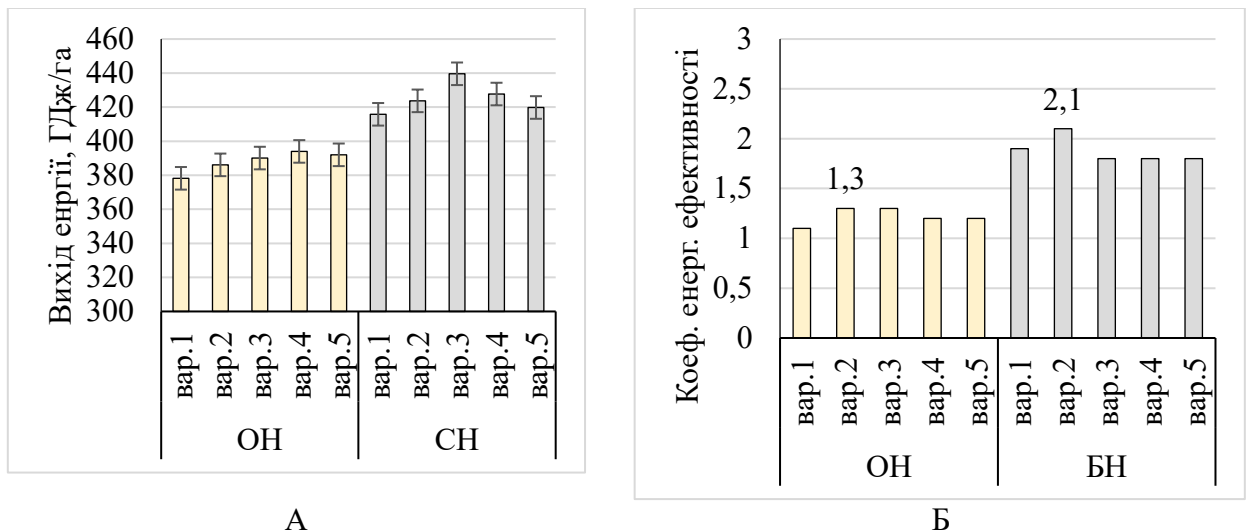 Вихід енргії, ГДж/га
460
440
420
400
380
360
340
320
300
вар.1
вар.2
вар.3
вар.4
вар.5
вар.1
вар.2
вар.3
вар.4
вар.5
ОН
СН
А
Коеф. енерг. ефективності
3
2,5
2
1,5
1
0,5
0
1,3
2,1
вар.1
вар.2
вар.3
вар.4
вар.5
вар.1
вар.2
вар.3
вар.4
вар.5
ОН
БН
Б